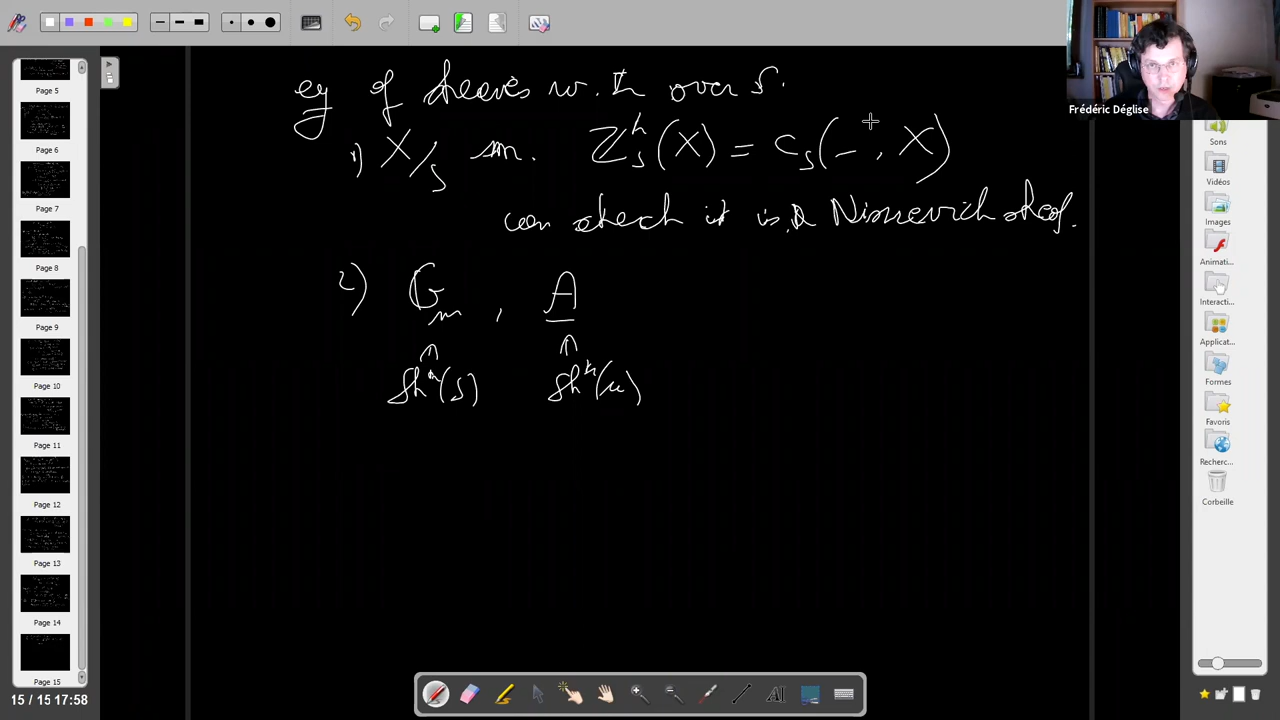 eg of sheaves w. tr over S.
1) X/S sm. Z_S^tr(X) = c_S(-, X)
can check it is a Nisnevich sheaf.
2) G_m , A
Sh^tr(S) Sh^tr(k)
Frédéric Déglise
Page 5
Page 6
Page 7
Page 8
Page 9
Page 10
Page 11
Page 12
Page 13
Page 14
Page 15
15 / 15 17:58
Sons
Vidéos
Images
Animati...
Interacti...
Applicat...
Formes
Favoris
Recherc...
Corbeille